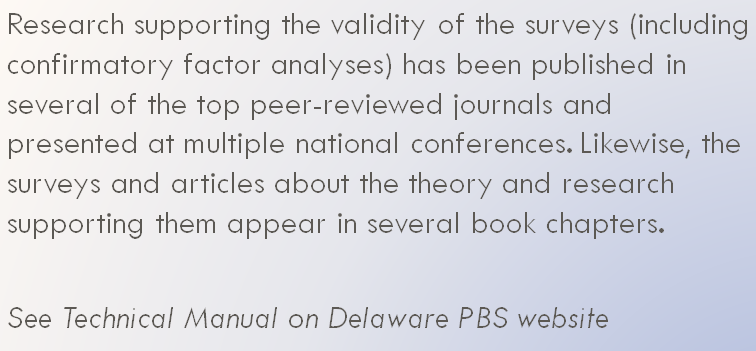 Research supporting the validity of the surveys (including
confirmatory factor analyses) has been published in
several of the top peer-reviewed journals and
presented at multiple national conferences. Likewise, the
surveys and articles about the theory and research
supporting them appear in several book chapters.
See Technical Manual on Delaware PBS website